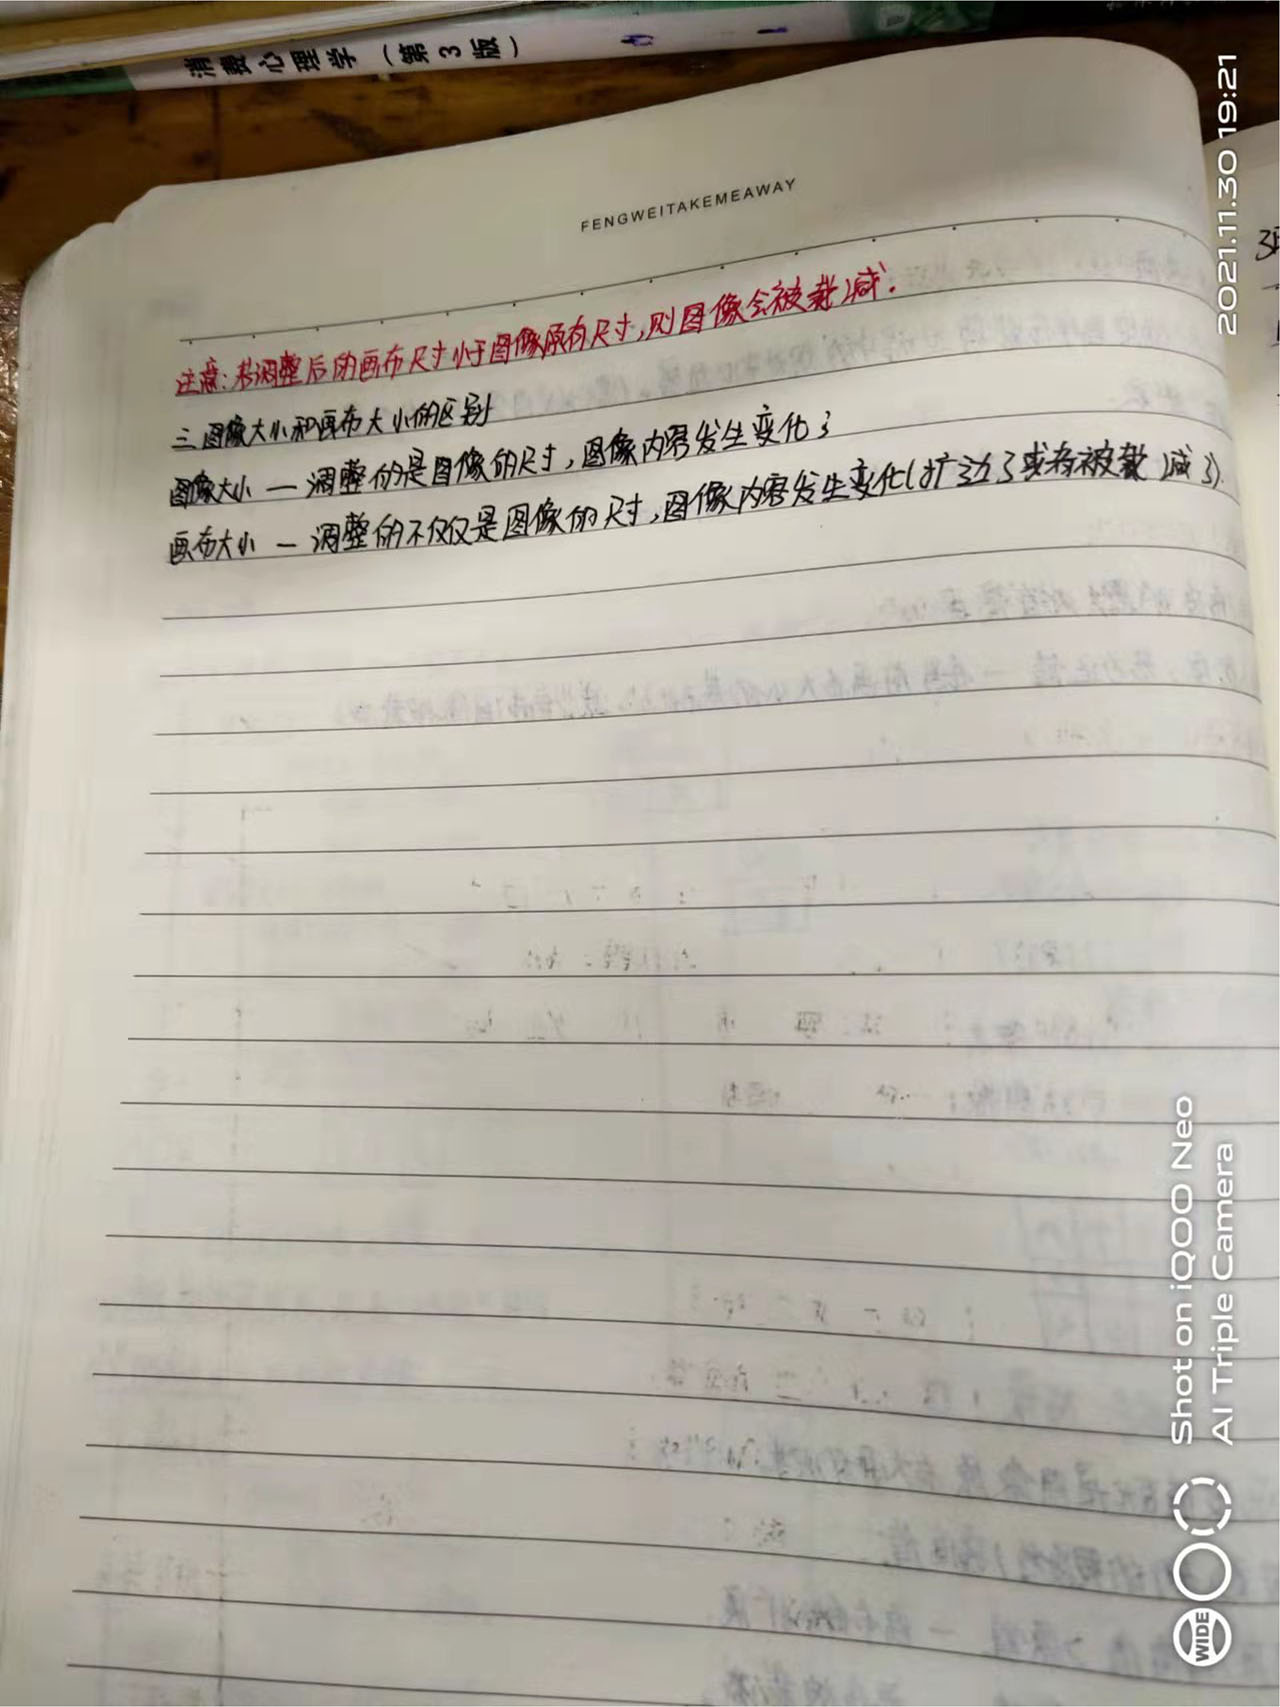 消费心理学（第3版）
FENGWEITAKEMEAWAY
注意:若调整后的画布尺寸小于图像原有尺寸,则图像会被裁减.
三.图像大小和画布大小的区别
图像大小 — 调整的是图像的尺寸,图像内容发生变化了
画布大小 — 调整的不仅仅是图像的尺寸,图像内容发生变化(扩边了或者被裁减了).
2021.11.30 19:21
Shot on iQOO Neo
AI Triple Camera
WIDE